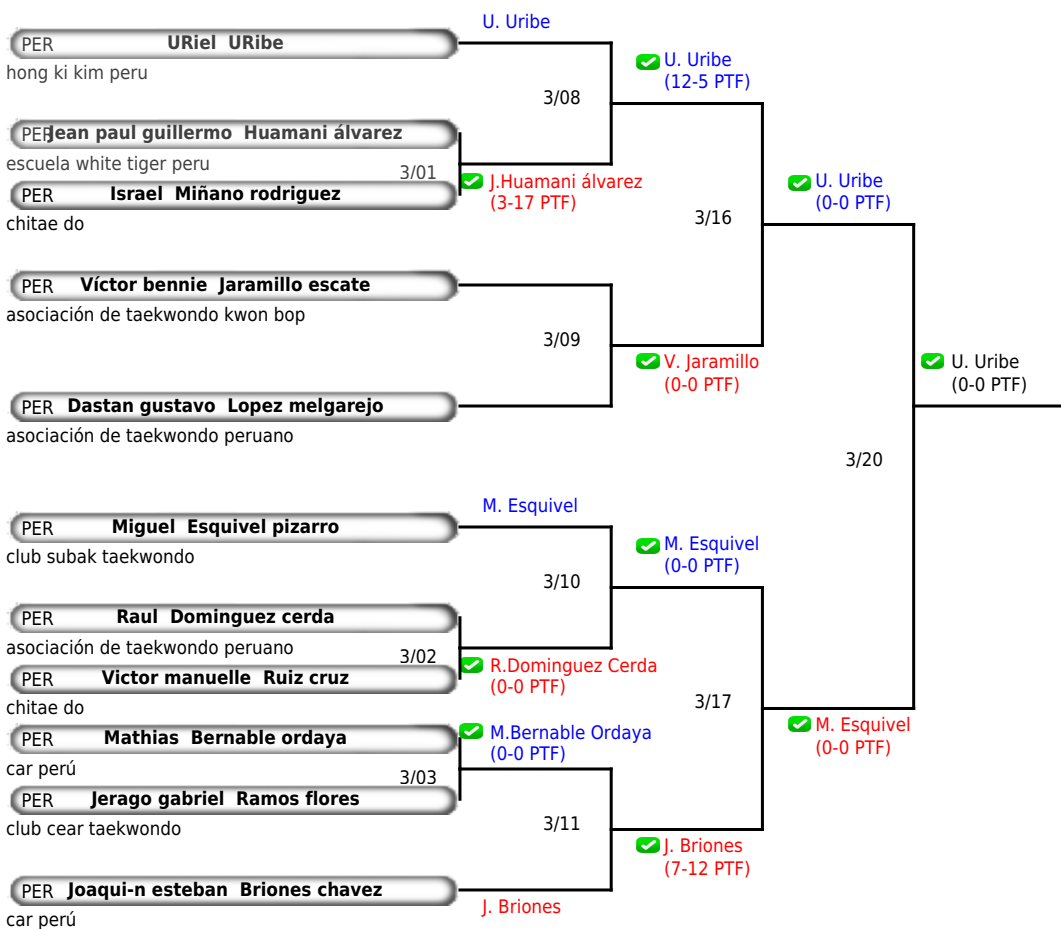 U. Uribe
PER URiel URibe
hong ki kim peru
U. Uribe
(12-5 PTF)
3/08
PER Jean paul guillermo Huamani álvarez
escuela white tiger peru
3/01
J.Huamani álvarez
(3-17 PTF)
PER Israel Miñano rodriguez
chitae do
U. Uribe
(0-0 PTF)
3/16
PER Víctor bennie Jaramillo escate
asociación de taekwondo kwon bop
3/09
V. Jaramillo
(0-0 PTF)
U. Uribe
(0-0 PTF)
PER Dastan gustavo Lopez melgarejo
asociación de taekwondo peruano
3/20
M. Esquivel
PER Miguel Esquivel pizarro
club subak taekwondo
M. Esquivel
(0-0 PTF)
3/10
PER Raul Dominguez cerda
asociación de taekwondo peruano
3/02
R.Dominguez Cerda
(0-0 PTF)
PER Victor manuelle Ruiz cruz
chitae do
3/17
M. Esquivel
(0-0 PTF)
PER Mathias Bernable ordaya
car perú
M.Bernable Ordaya
(0-0 PTF)
3/03
PER Jerago gabriel Ramos flores
club cear taekwondo
3/11
J. Briones
(7-12 PTF)
PER Joaqui-n esteban Briones chavez
car perú
J. Briones